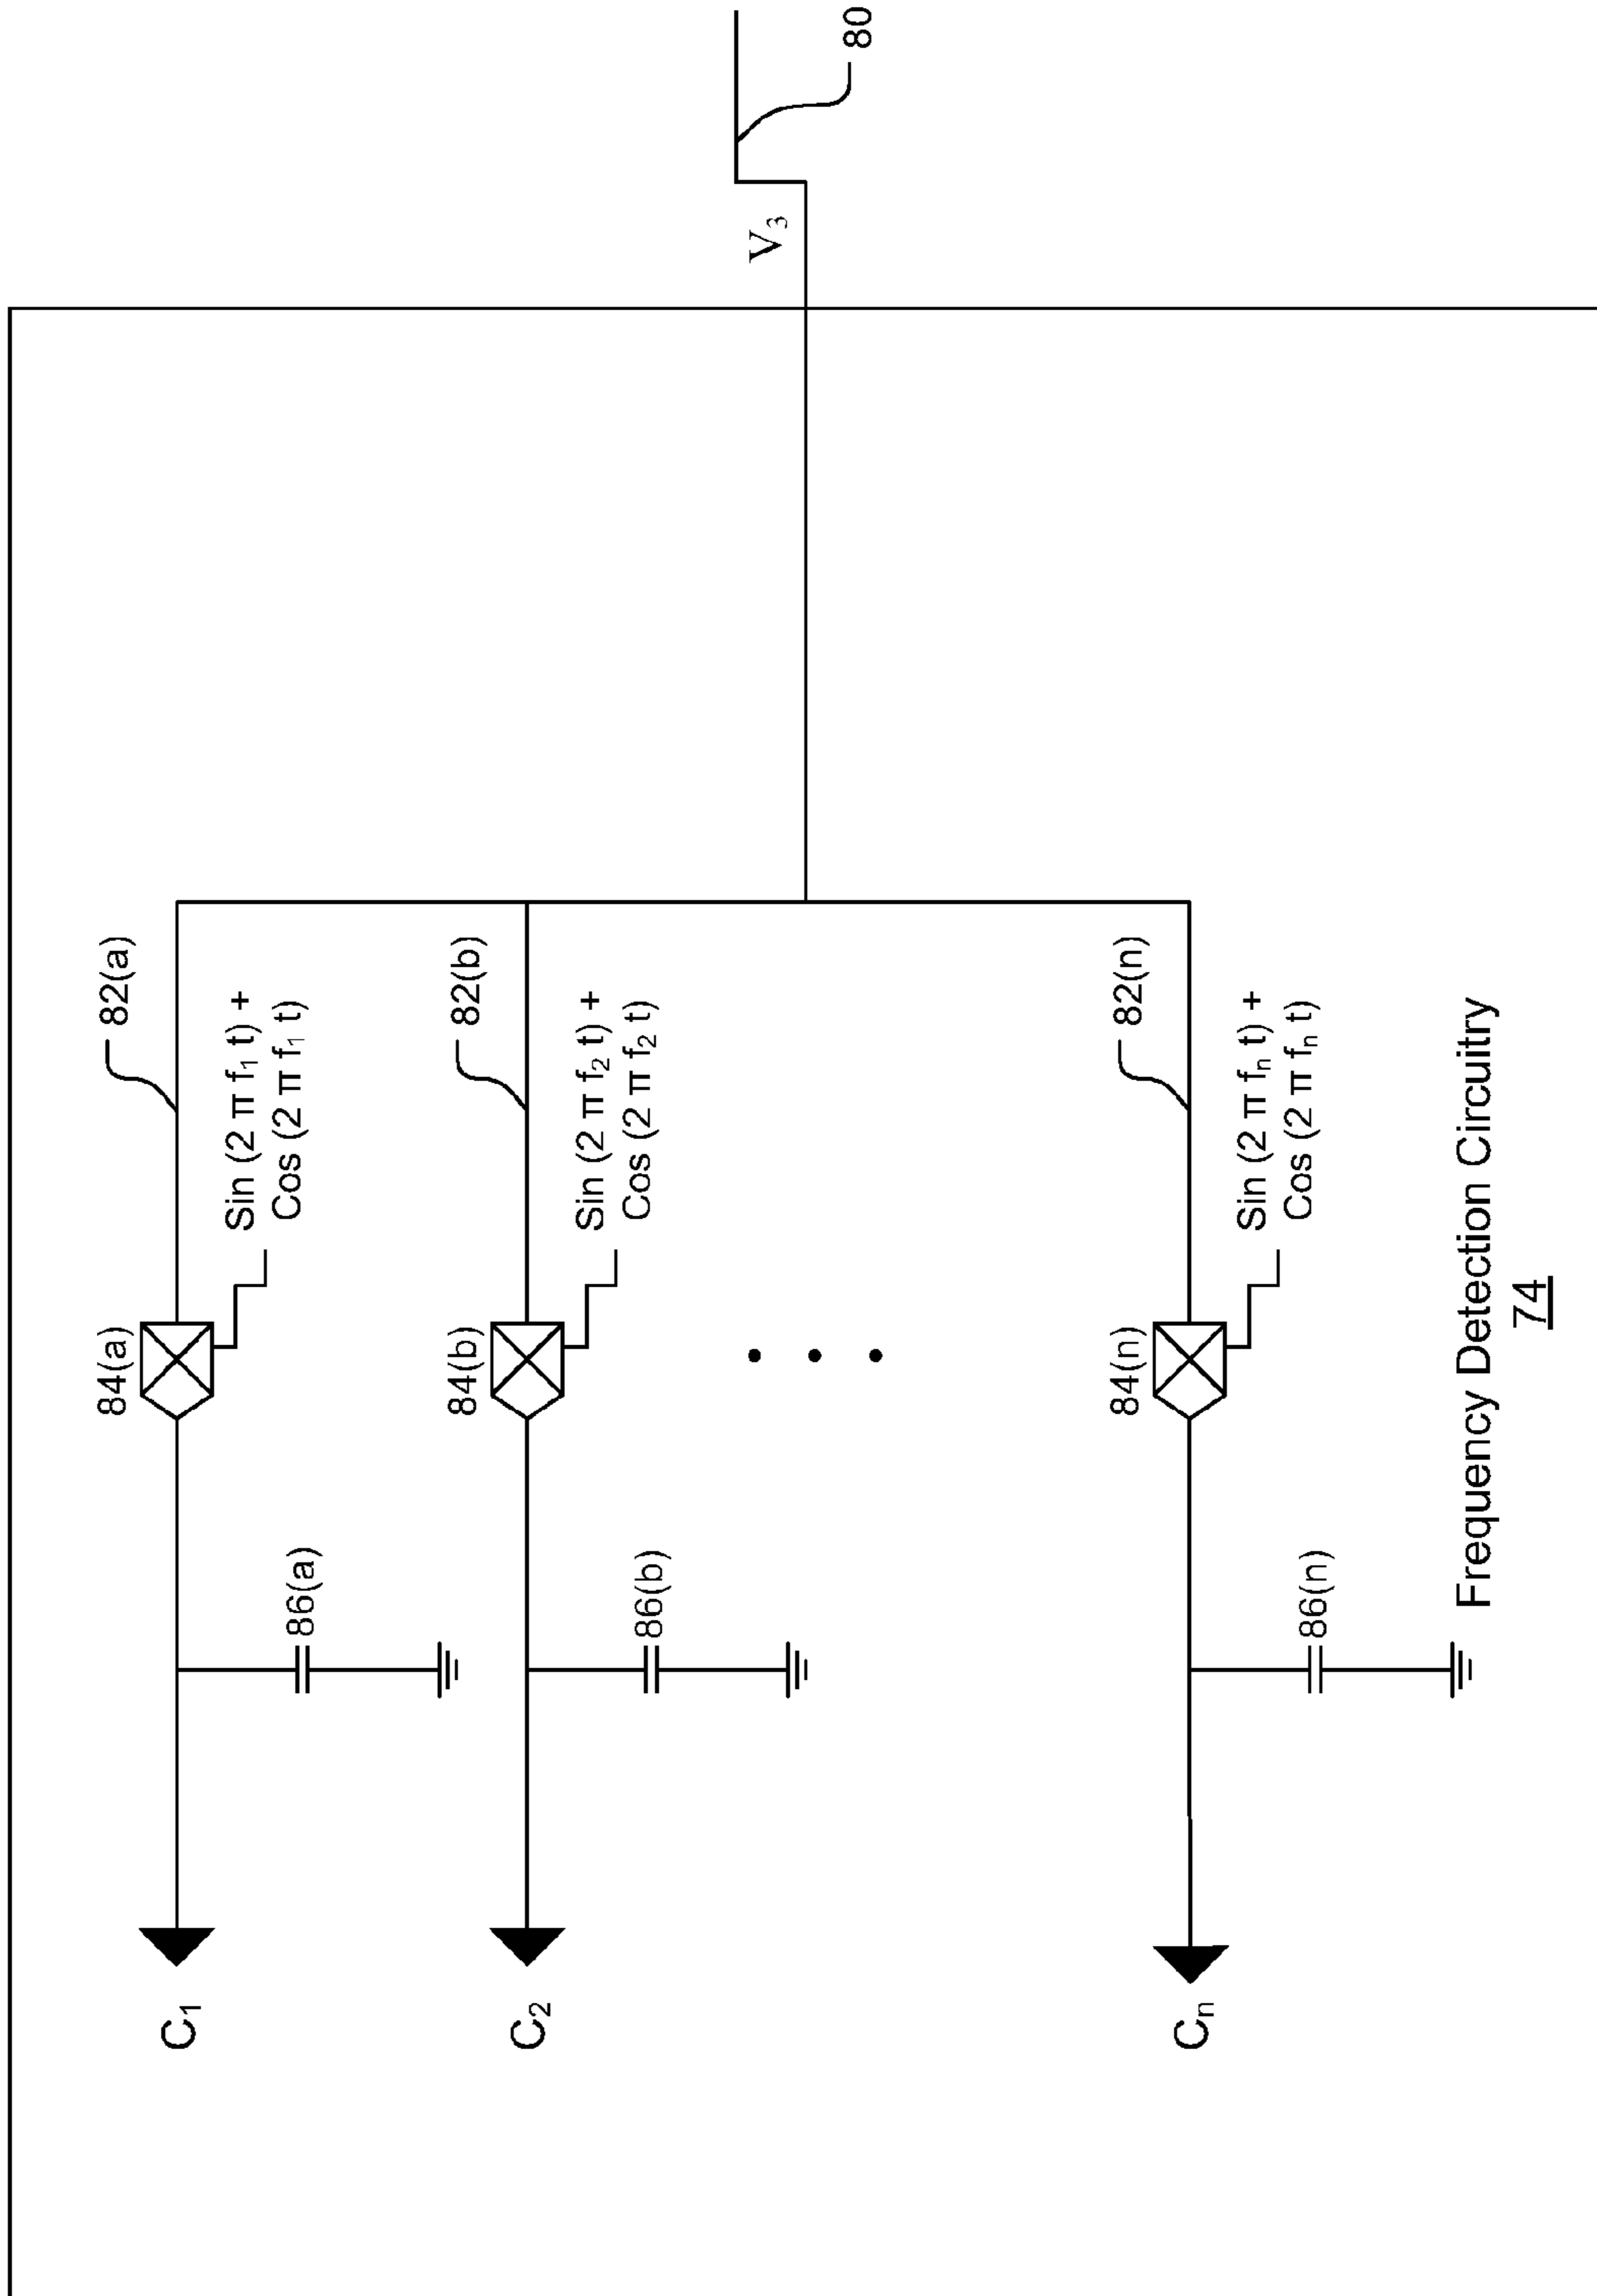 80
V₃
82(a)
Sin (2 π f₁ t) +
Cos (2 π f₁ t)
84(a)
86(a)
C₁
82(b)
Sin (2 π f₂ t) +
Cos (2 π f₂ t)
84(b)
86(b)
C₂
82(n)
Sin (2 π fₙ t) +
Cos (2 π fₙ t)
84(n)
86(n)
Cₙ
Frequency Detection Circuitry
74